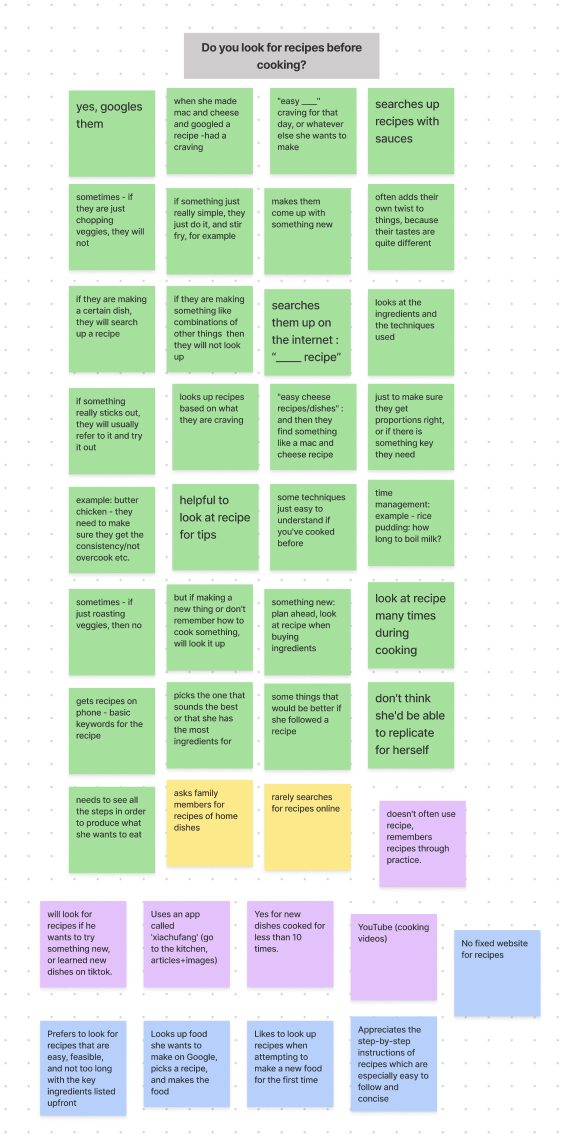 Do you look for recipes before
cooking?
yes, googles
them
when she made
mac and cheese
and googled a
recipe -had a
craving
"easy ____"
craving for that
day, or whatever
else she wants to
make
searches up
recipes with
sauces
sometimes - if
they are just
chopping
veggies, they will
not
if something just
really simple, they
just do it, and stir
fry, for example
makes them
come up with
something new
often adds their
own twist to
things, because
their tastes are
quite different
if they are making
a certain dish,
they will search
up a recipe
if they are making
something like
combinations of
other things then
they will not look
up
searches
them up on
the internet :
“____ recipe”
looks at the
ingredients and
the techniques
used
if something
really sticks out,
they will usually
refer to it and try
it out
looks up recipes
based on what
they are craving
"easy cheese
recipes/dishes" :
and then they
find something
like a mac and
cheese recipe
just to make sure
they get
proportions right,
or if there is
something key
they need
example: butter
chicken - they
need to make
sure they get the
consistency/not
overcook etc.
helpful to
look at recipe
for tips
some techniques
just easy to
understand if
you've cooked
before
time
management:
example - rice
pudding: how
long to boil milk?
sometimes - if
just roasting
veggies, then no
but if making a
new thing or don't
remember how to
cook something,
will look it up
something new:
plan ahead, look
at recipe when
buying
ingredients
look at recipe
many times
during
cooking
gets recipes on
phone - basic
keywords for the
recipe
picks the one that
sounds the best
or that she has
the most
ingredients for
some things that
would be better if
she followed a
recipe
don't think
she'd be able
to replicate
for herself
needs to see all
the steps in order
to produce what
she wants to eat
asks family
members for
recipes of home
dishes
rarely searches
for recipes online
doesn't often use
recipe,
remembers
recipes through
practice.
will look for
recipes if he
wants to try
something new,
or learned new
dishes on tiktok.
Uses an app
called
'xiachufang' (go
to the kitchen,
articles+images)
Yes for new
dishes cooked for
less than 10
times.
YouTube (cooking
videos)
No fixed website
for recipes
Prefers to look for
recipes that are
easy, feasible,
and not too long
with the key
ingredients listed
upfront
Looks up food
she wants to
make on Google,
picks a recipe,
and makes the
food
Likes to look up
recipes when
attempting to
make a new food
for the first time
Appreciates the
step-by-step
instructions of
recipes which are
especially easy to
follow and
concise